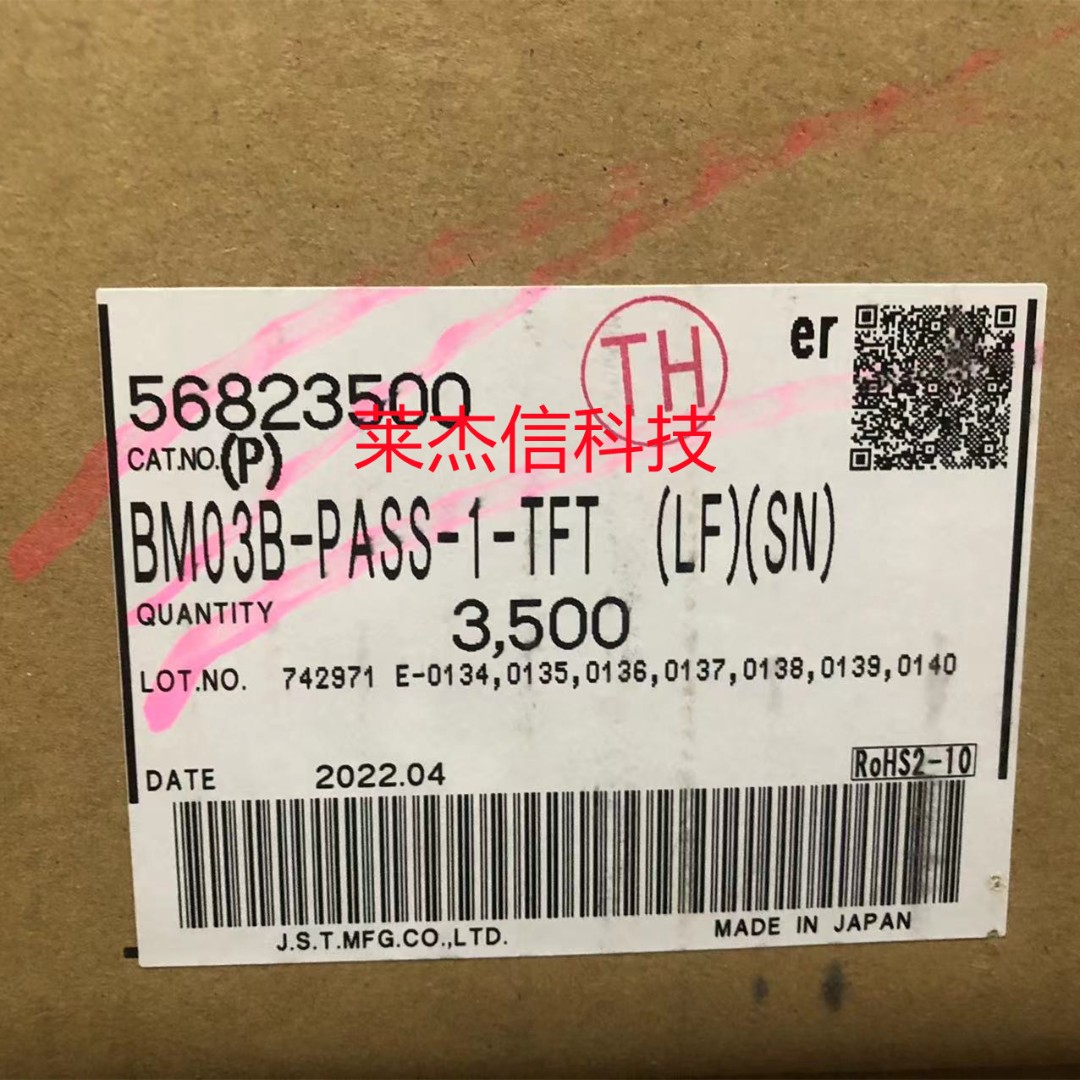 TH
er
56823500
莱杰信科技
CAT.NO.(P)
BM03B-PASS-1-TFT (LF)(SN)
QUANTITY 3,500
LOT.NO. 742971 E-0134,0135,0136,0137,0138,0139,0140
DATE 2022.04
RoHS2-10
J.S.T.MFG.CO.,LTD. MADE IN JAPAN